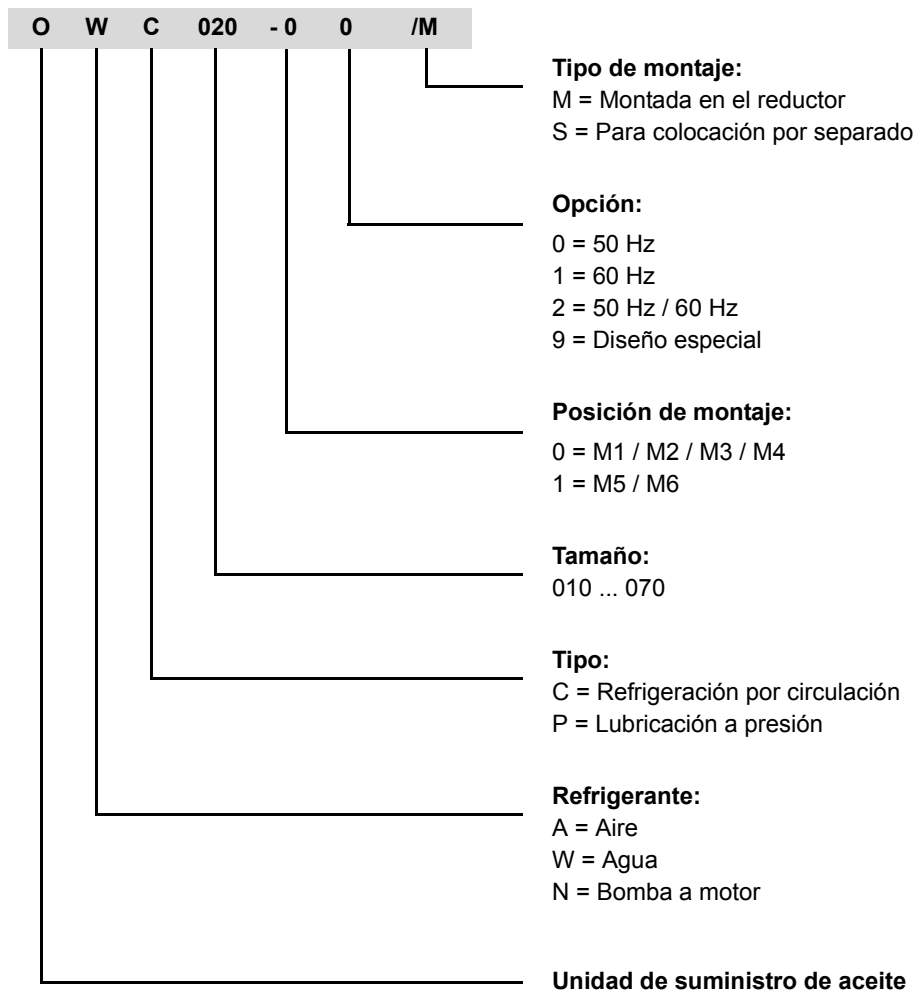 O W C 020 - 0 0 /M
Tipo de montaje:
M = Montada en el reductor
S = Para colocación por separado
Opción:
0 = 50 Hz
1 = 60 Hz
2 = 50 Hz / 60 Hz
9 = Diseño especial
Posición de montaje:
0 = M1 / M2 / M3 / M4
1 = M5 / M6
Tamaño:
010 ... 070
Tipo:
C = Refrigeración por circulación
P = Lubricación a presión
Refrigerante:
A = Aire
W = Agua
N = Bomba a motor
Unidad de suministro de aceite